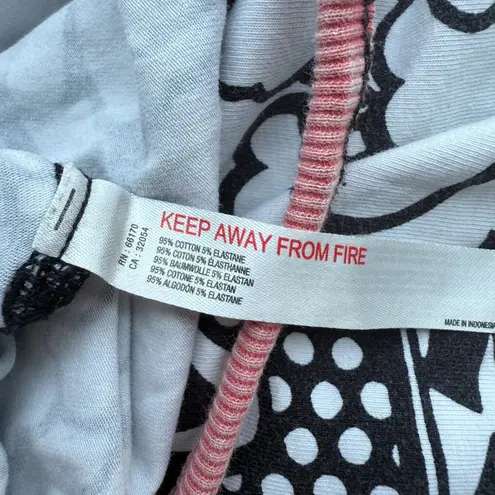 RN : 66170
CA : 32054
KEEP AWAY FROM FIRE
95% COTTON 5% ELASTANE
95% COTON 5% ÉLASTHANNE
95% BAUMWOLLE 5% ELASTAN
95% COTONE 5% ELASTAN
95% ALGODÓN 5% ELASTANE
MADE IN INDONESIA